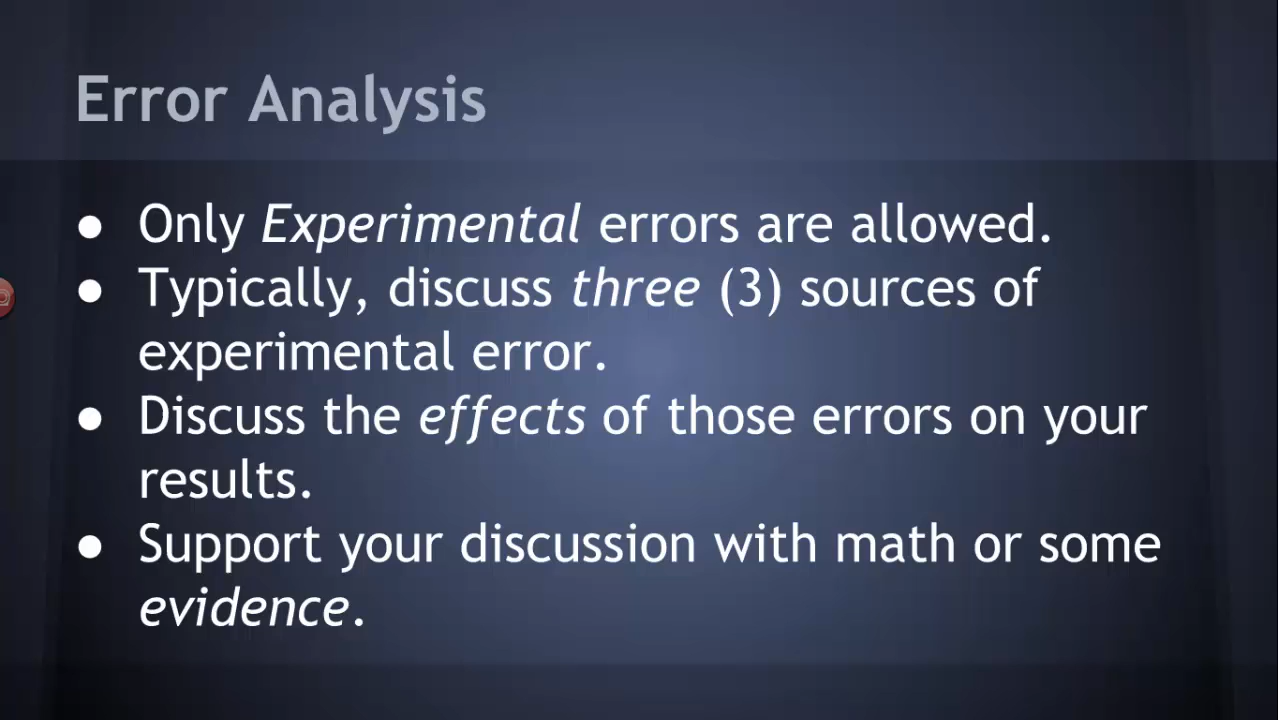 Error Analysis
● Only Experimental errors are allowed.
● Typically, discuss three (3) sources of
experimental error.
● Discuss the effects of those errors on your
results.
● Support your discussion with math or some
evidence.